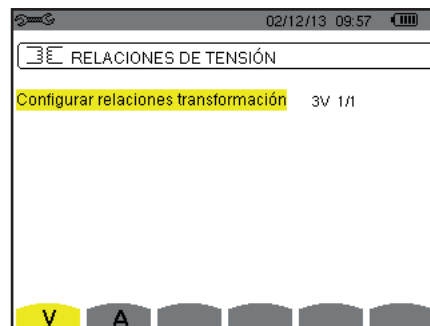 02/12/13 09:57
RELACIONES DE TENSIÓN
Configurar relaciones transformación 3V 1/1
V A